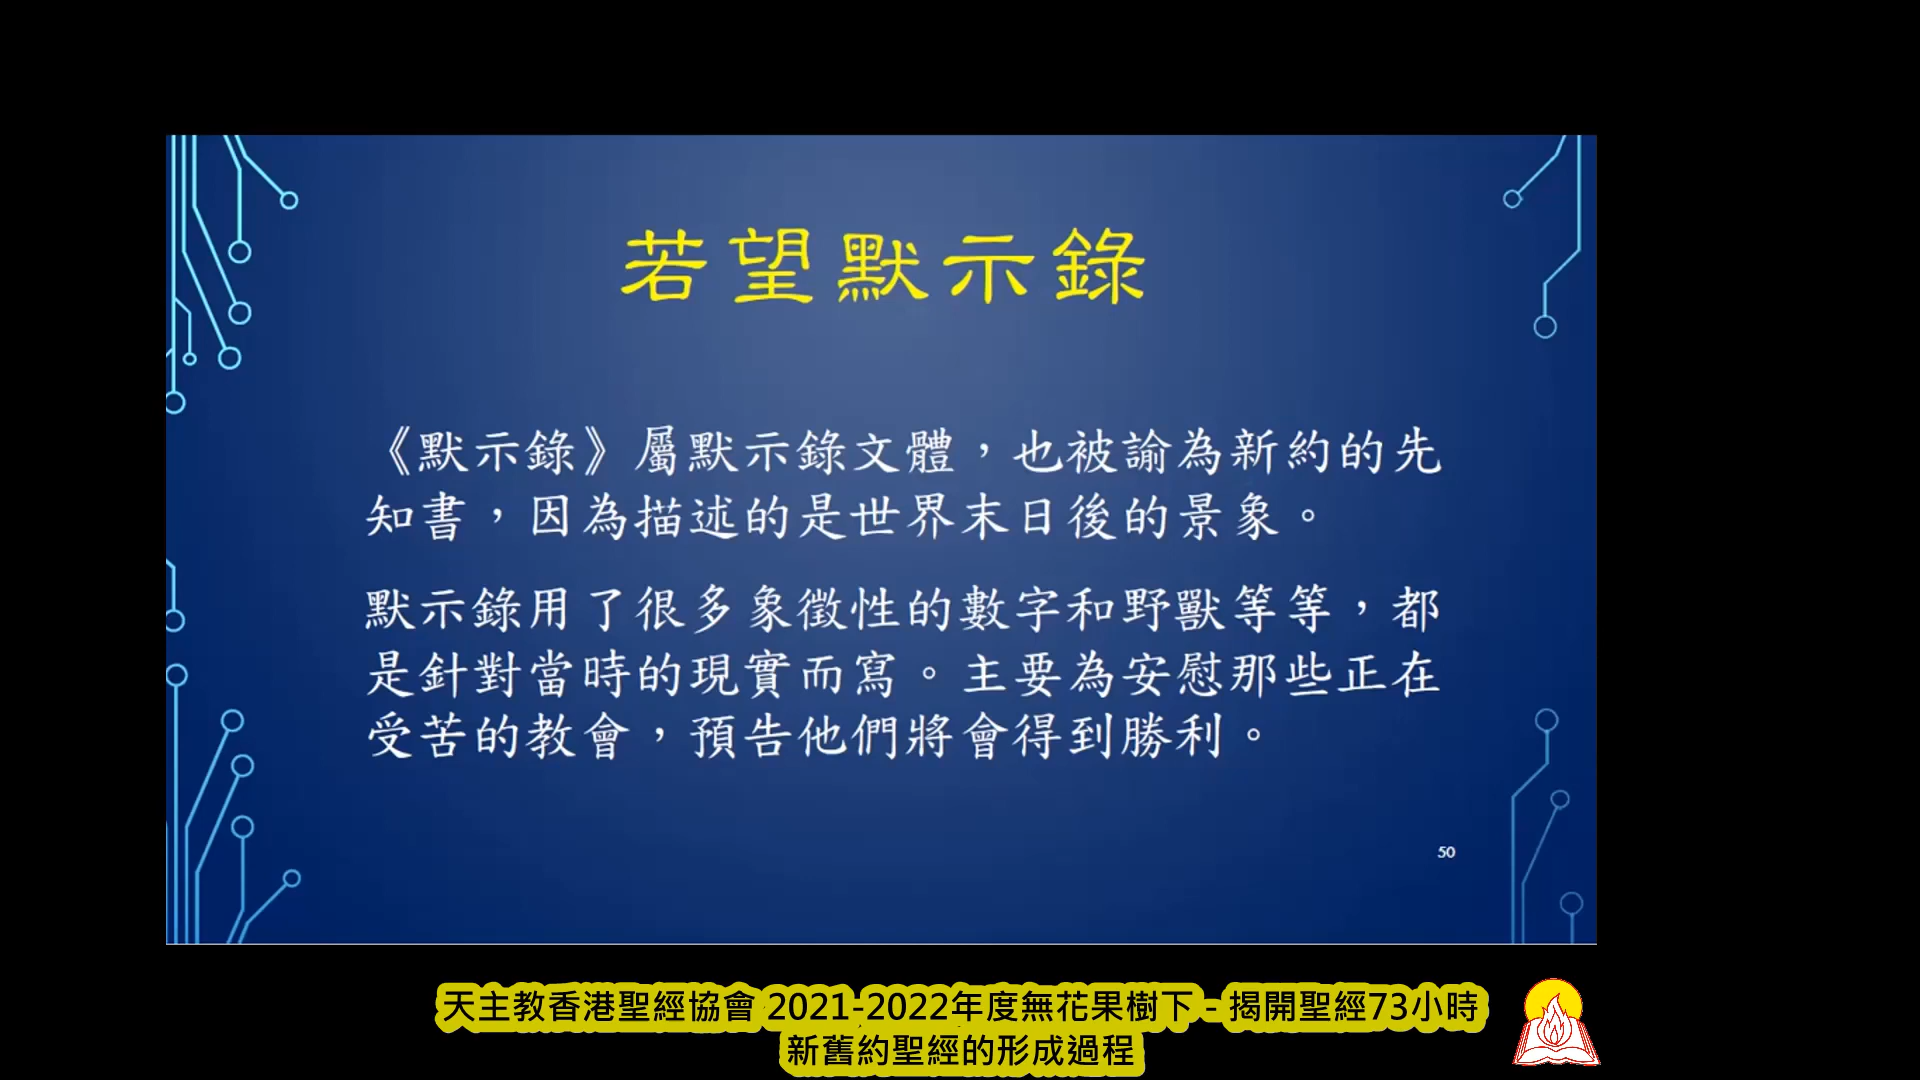 若望默示錄
《默示錄》屬默示錄文體，也被諭為新約的先
知書，因為描述的是世界末日後的景象。
默示錄用了很多象徵性的數字和野獸等等，都
是針對當時的現實而寫。主要為安慰那些正在
受苦的教會，預告他們將會得到勝利。
50
天主教香港聖經協會 2021-2022年度無花果樹下 - 揭開聖經73小時
新舊約聖經的形成過程